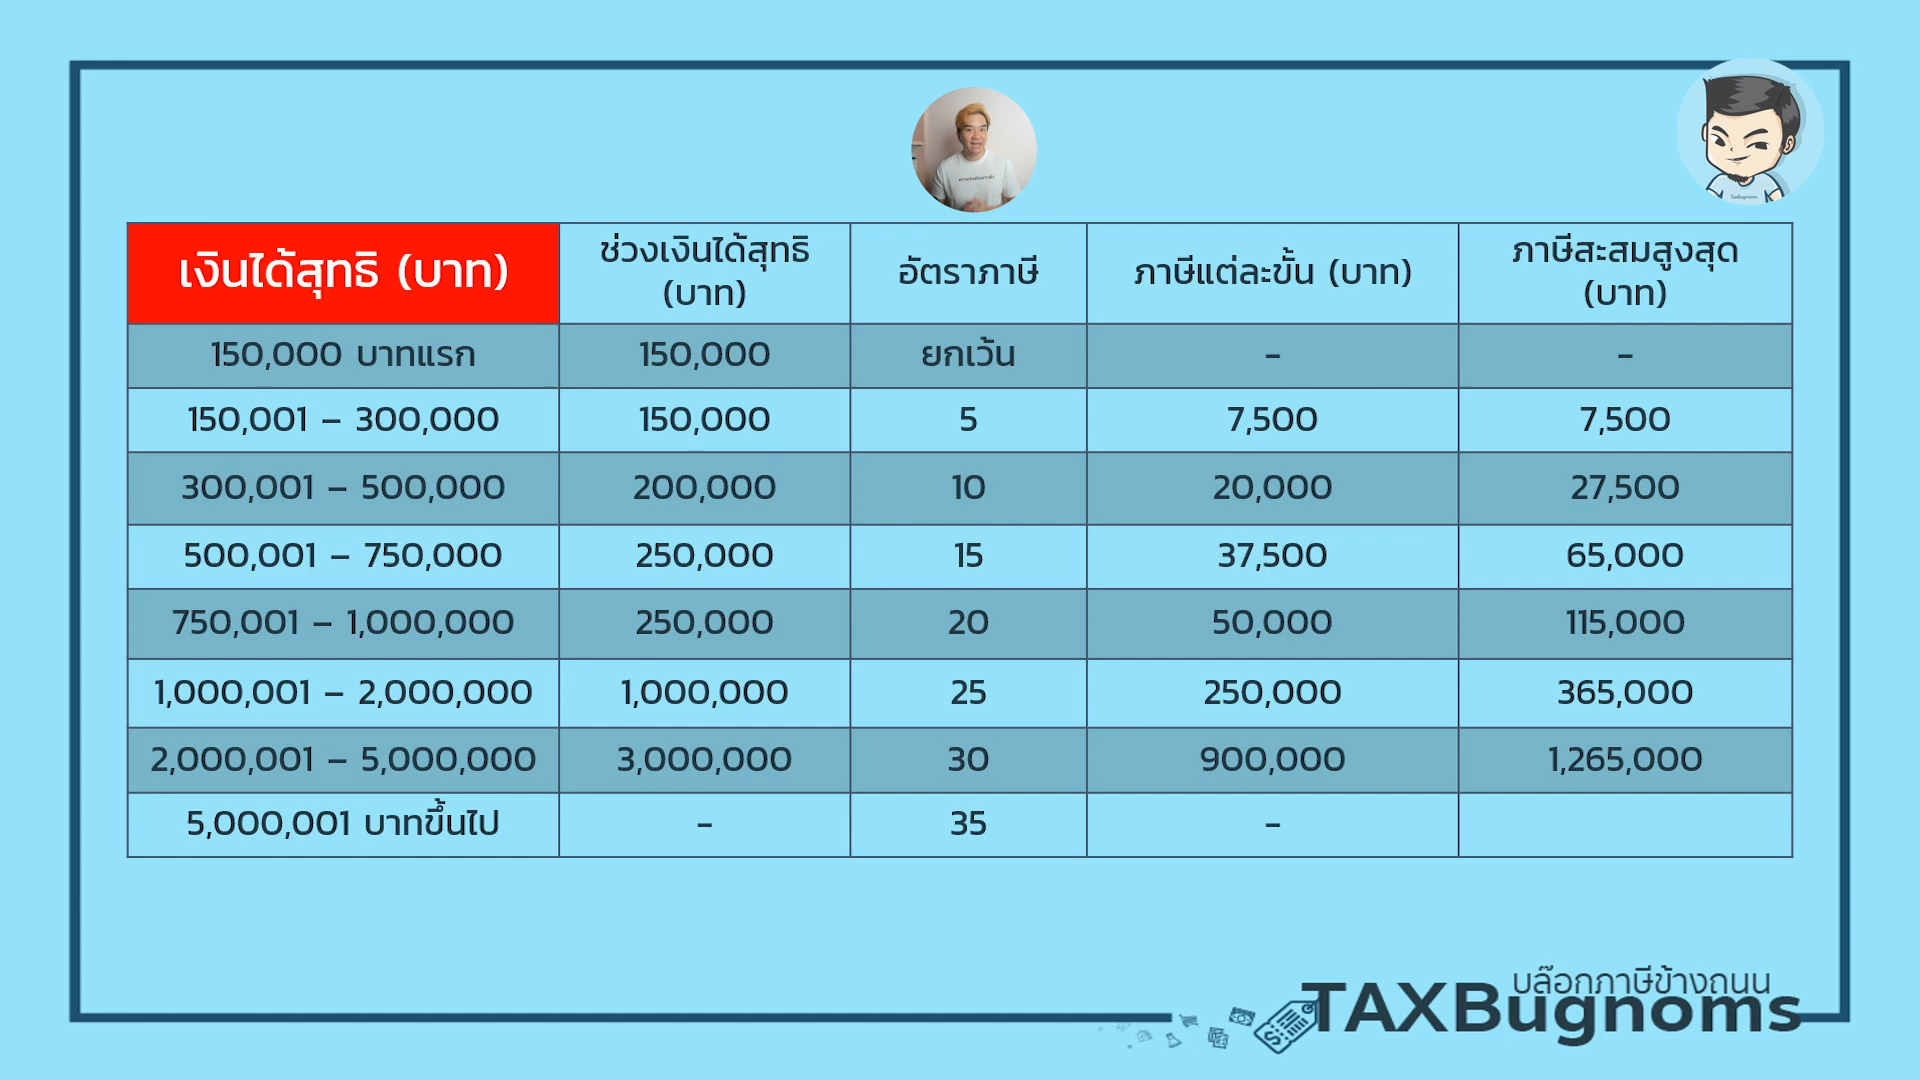 เงินได้สุทธิ (บาท)
ช่วงเงินได้สุทธิ
(บาท)
อัตราภาษี
ภาษีแต่ละขั้น (บาท)
ภาษีสะสมสูงสุด
(บาท)
150,000 บาทแรก 150,000 ยกเว้น - -
150,001 – 300,000 150,000 5 7,500 7,500
300,001 – 500,000 200,000 10 20,000 27,500
500,001 – 750,000 250,000 15 37,500 65,000
750,001 – 1,000,000 250,000 20 50,000 115,000
1,000,001 – 2,000,000 1,000,000 25 250,000 365,000
2,000,001 – 5,000,000 3,000,000 30 900,000 1,265,000
5,000,001 บาทขึ้นไป - 35 -
บล๊อกภาษีข้างถนน
TAXBugnoms